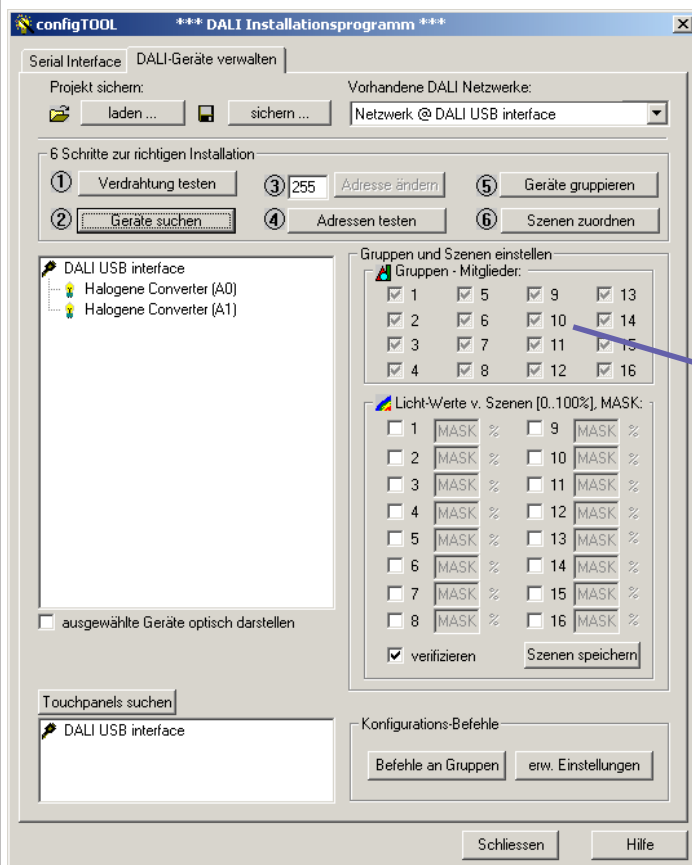 configTOOL *** DALI Installationsprogramm ***
Serial Interface DALI-Geräte verwalten
Projekt sichern: Vorhandene DALI Netzwerke:
laden ... sichern ... Netzwerk @ DALI USB interface
6 Schritte zur richtigen Installation
1 Verdrahtung testen 3 255 Adresse ändern 5 Geräte gruppieren
2 Geräte suchen 4 Adressen testen 6 Szenen zuordnen
DALI USB interface
Halogene Converter (A0)
Halogene Converter (A1)
ausgewählte Geräte optisch darstellen
Gruppen und Szenen einstellen
Gruppen - Mitglieder:
1 5 9 13
2 6 10 14
3 7 11 15
4 8 12 16
Licht-Werte v. Szenen [0..100%], MASK:
1 MASK % 9 MASK %
2 MASK % 10 MASK %
3 MASK % 11 MASK %
4 MASK % 12 MASK %
5 MASK % 13 MASK %
6 MASK % 14 MASK %
7 MASK % 15 MASK %
8 MASK % 16 MASK %
verifizieren Szenen speichern
Touchpanels suchen
DALI USB interface
Konfigurations-Befehle
Befehle an Gruppen erw. Einstellungen
Schliessen Hilfe